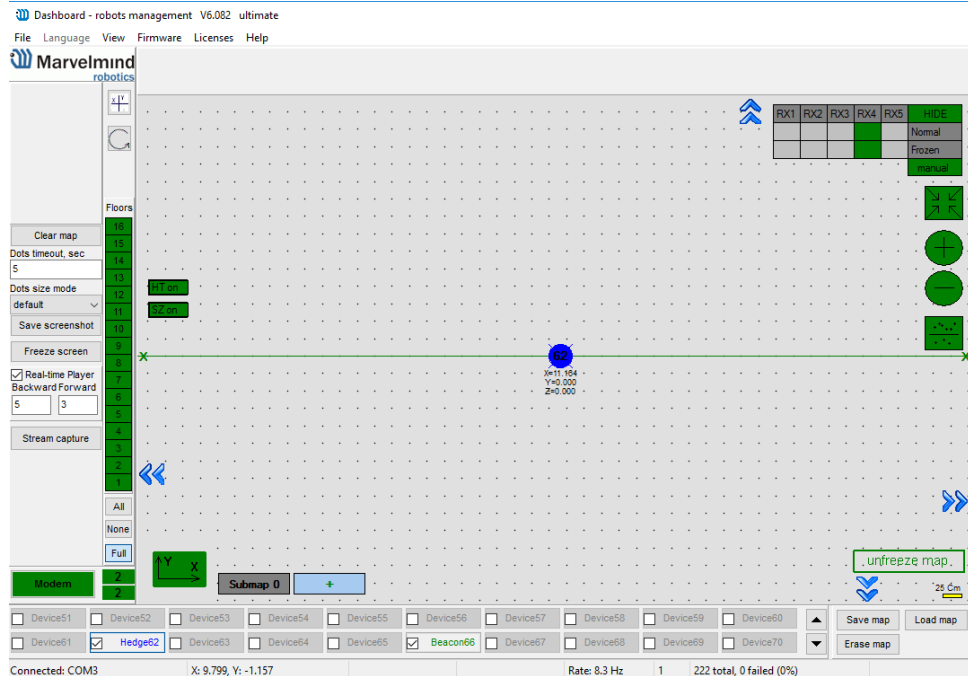 Dashboard - robots management   V6.082   ultimate
File   Language   View   Firmware   Licenses   Help
Marvelmind
robotics
X Y
RX1 RX2 RX3 RX4 RX5 HIDE
Normal
Frozen
manual
Floors
16
15
14
13
12
11
10
9
8
7
6
5
4
3
2
1
All
None
Full
2
2
Clear map
Dots timeout, sec
5
Dots size mode
default
Save screenshot
Freeze screen
Real-time Player
Backward Forward
5 3
Stream capture
Modem
HT on
SZ on
X
X
62
X=11.164
Y=0.000
Z=0.000
Y X
Submap 0 +
unfreeze map
25 Cm
Device51 Device52 Device53 Device54 Device55 Device56 Device57 Device58 Device59 Device60
Save map Load map
Device61 Hedge62 Device63 Device64 Device65 Beacon66 Device67 Device68 Device69 Device70
Erase map
Connected: COM3 X: 9.799, Y: -1.157 Rate: 8.3 Hz 1 222 total, 0 failed (0%)